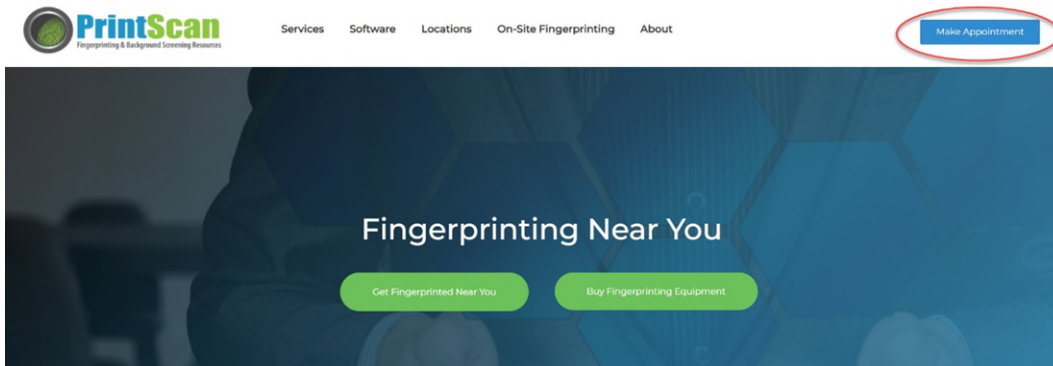 PrintScan
Fingerprinting & Background Screening Resources
Services Software Locations On-Site Fingerprinting About
Make Appointment
Fingerprinting Near You
Get Fingerprinted Near You Buy Fingerprinting Equipment